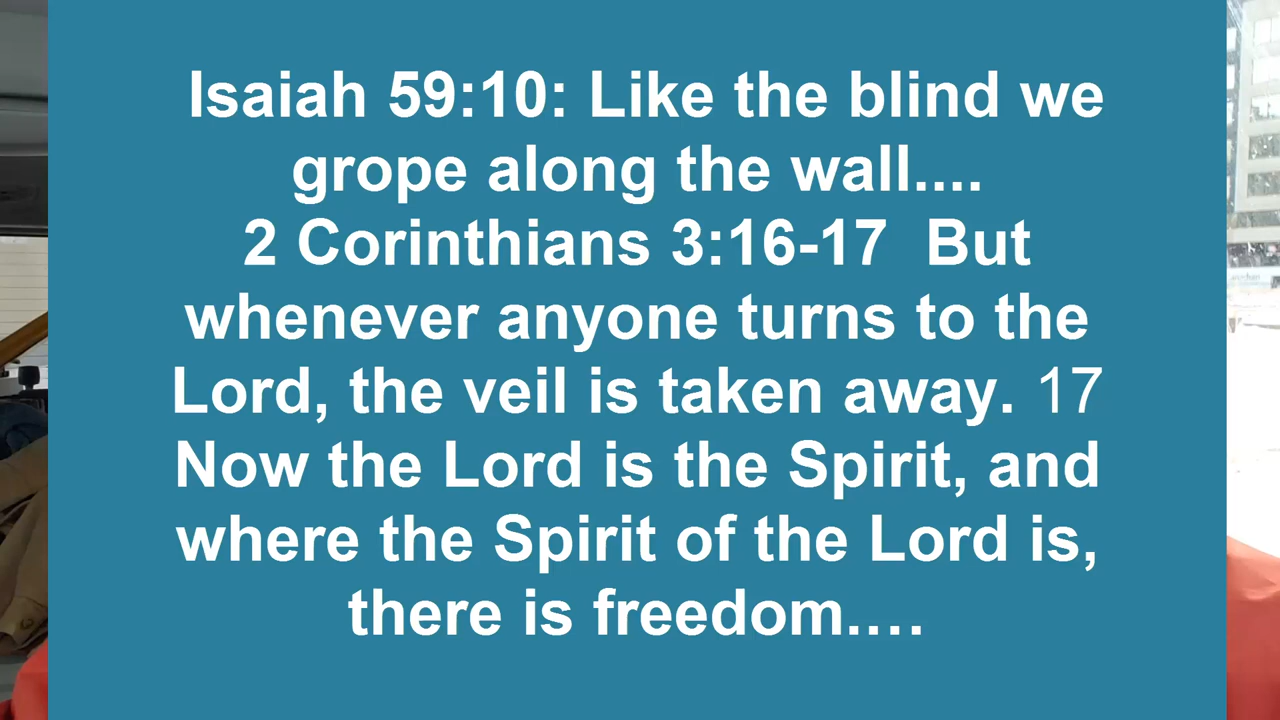 Isaiah 59:10: Like the blind we
grope along the wall....
2 Corinthians 3:16-17  But
whenever anyone turns to the
Lord, the veil is taken away. 17
Now the Lord is the Spirit, and
where the Spirit of the Lord is,
there is freedom….